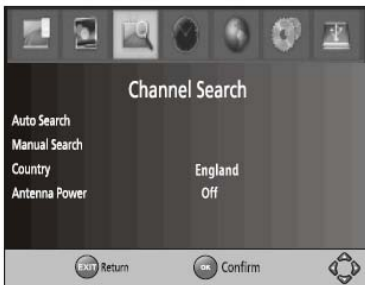 Channel Search
Auto Search
Manual Search
Country England
Antenna Power Off
EXIT Return OK Confirm